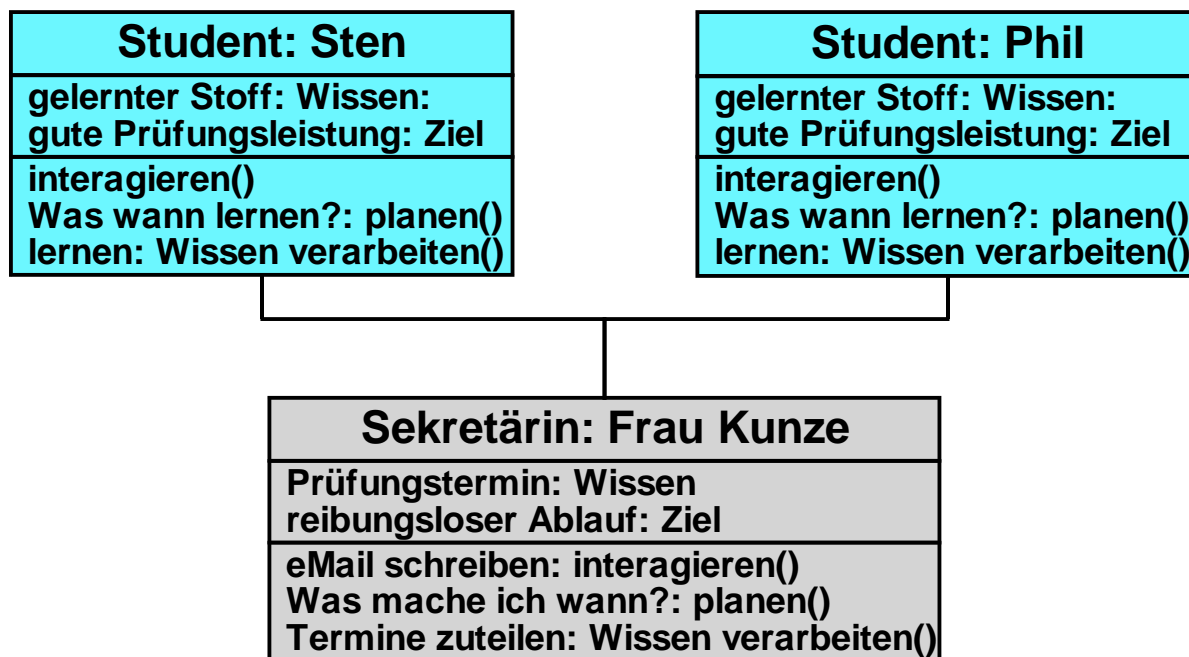 Student: Sten
gelernter Stoff: Wissen:
gute Prüfungsleistung: Ziel
interagieren()
Was wann lernen?: planen()
lernen: Wissen verarbeiten()
Student: Phil
gelernter Stoff: Wissen:
gute Prüfungsleistung: Ziel
interagieren()
Was wann lernen?: planen()
lernen: Wissen verarbeiten()
Sekretärin: Frau Kunze
Prüfungstermin: Wissen
reibungsloser Ablauf: Ziel
eMail schreiben: interagieren()
Was mache ich wann?: planen()
Termine zuteilen: Wissen verarbeiten()